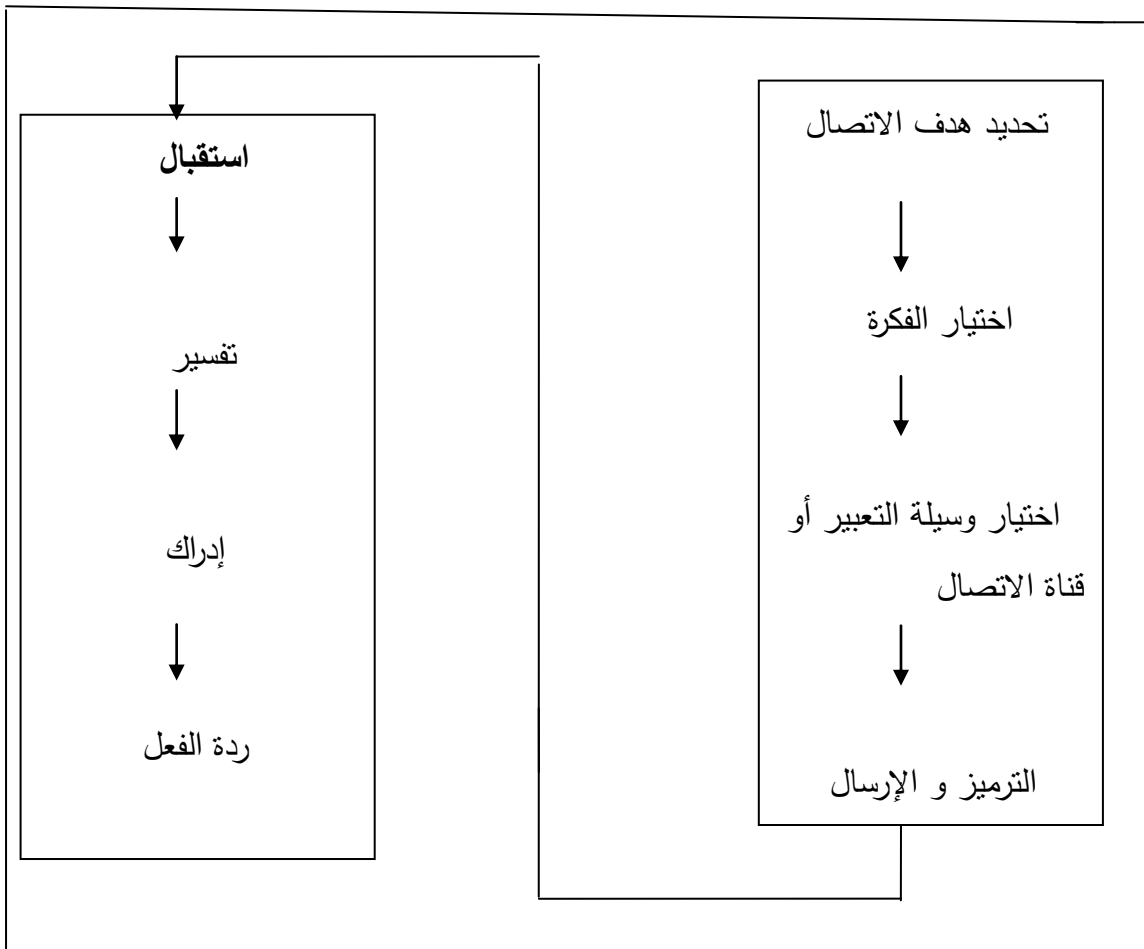 تحديد هدف الاتصال
اختيار الفكرة
اختيار وسيلة التعبير أو
قناة الاتصال
الترميز و الإرسال
استقبال
تفسير
إدراك
ردة الفعل